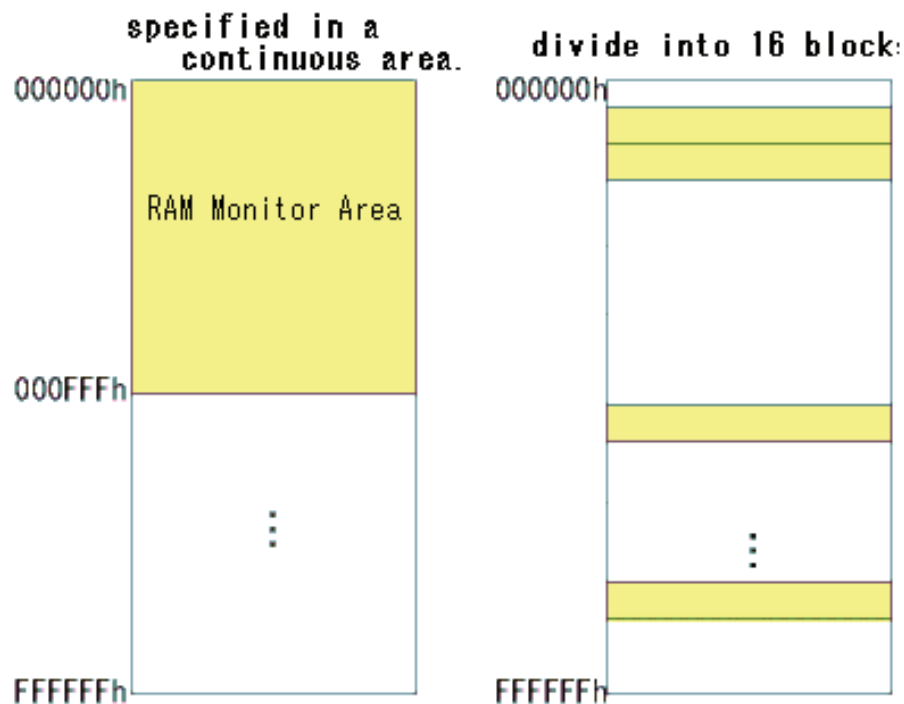 specified in a
continuous area.
000000h
RAM Monitor Area
000FFFh
FFFFFFh
divide into 16 block
000000h
FFFFFFh